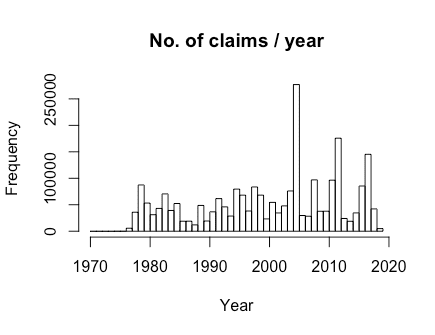 No. of claims / year
Frequency
250000
100000
0
1970 1980 1990 2000 2010 2020
Year